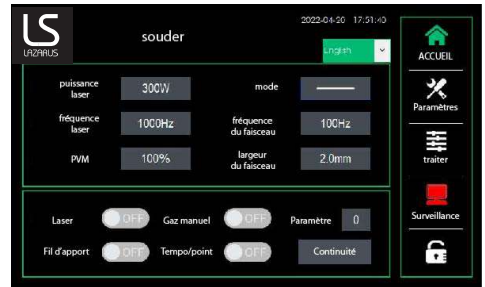 LS
LAZARUS
souder
2022-04-20 17:51:40
English
ACCUEIL
puissance
laser
300W
mode
fréquence
laser
1000Hz
fréquence
du faisceau
100Hz
Paramètres
PVM
100%
largeur
du faisceau
2.0mm
traiter
Surveillance
Laser
OFF
Gaz manuel
OFF
Paramètre
0
Fil d'apport
OFF
Tempo/point
OFF
Continuité